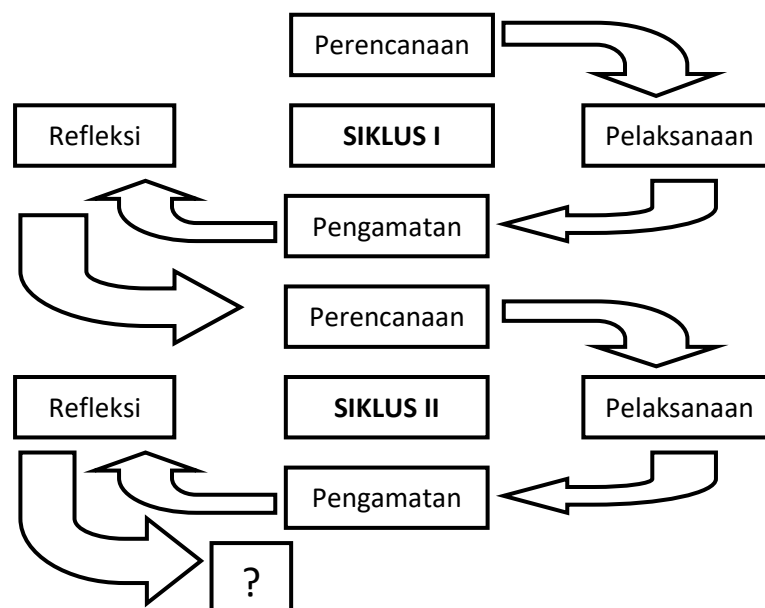 Perencanaan
Refleksi
SIKLUS I
Pelaksanaan
Pengamatan
Perencanaan
Refleksi
SIKLUS II
Pelaksanaan
Pengamatan
?